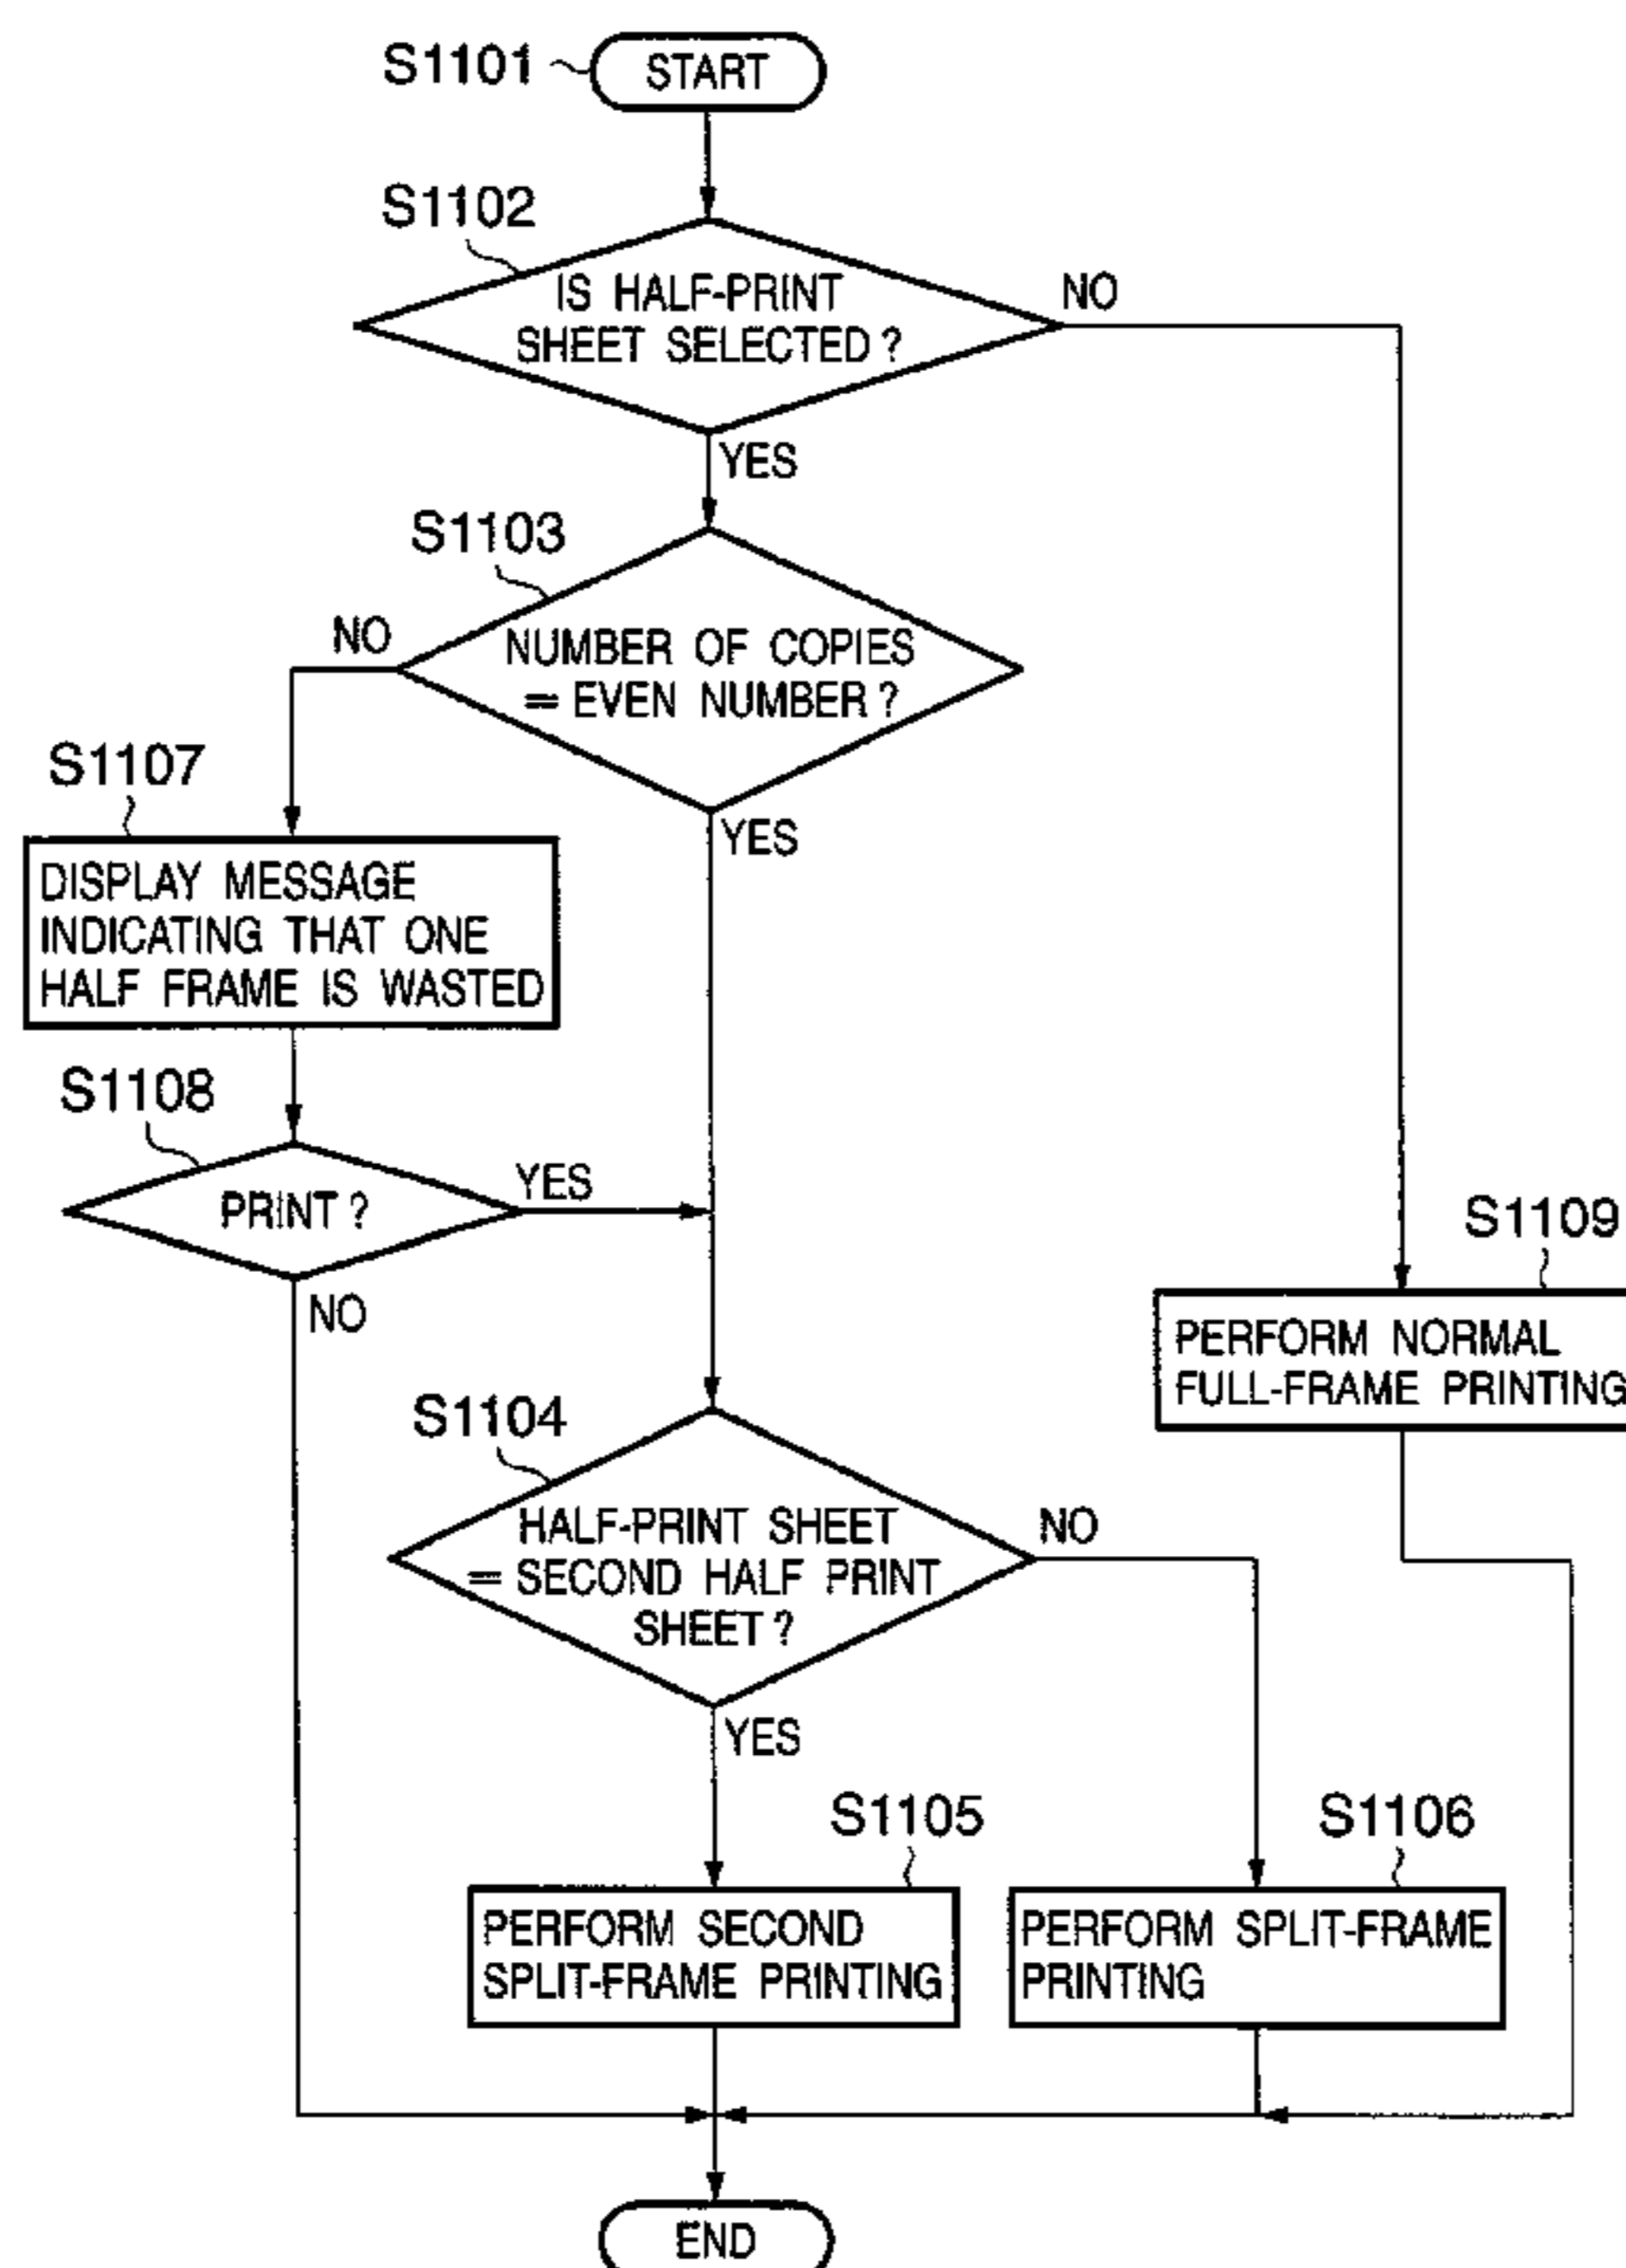 S1101
START
S1102
IS HALF-PRINT
SHEET SELECTED?
NO
YES
S1103
NUMBER OF COPIES
= EVEN NUMBER?
NO
YES
S1107
DISPLAY MESSAGE
INDICATING THAT ONE
HALF FRAME IS WASTED
S1108
PRINT?
YES
NO
S1109
PERFORM NORMAL
FULL-FRAME PRINTING
S1104
HALF-PRINT SHEET
= SECOND HALF PRINT
SHEET?
NO
YES
S1105
PERFORM SECOND
SPLIT-FRAME PRINTING
S1106
PERFORM SPLIT-FRAME
PRINTING
END